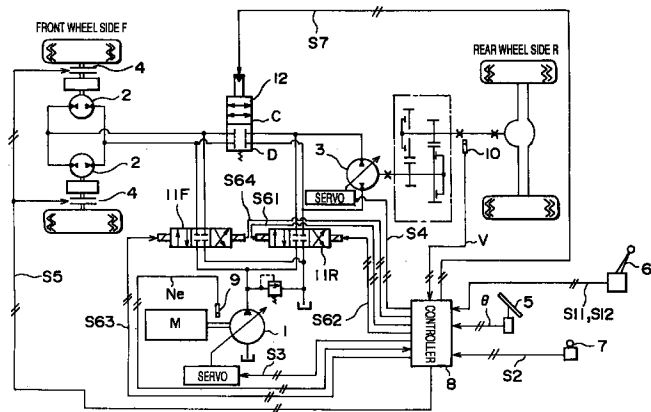 FRONT WHEEL SIDE F
S7
REAR WHEEL SIDE R
4
12
2
C
D
3
10
2
SERVO
11F
S64
S61
4
S4
V
6
11R
S5
Ne
9
S62
θ
5
S11, S12
S63
M
1
CONTROLLER
7
SERVO
S3
8
S2